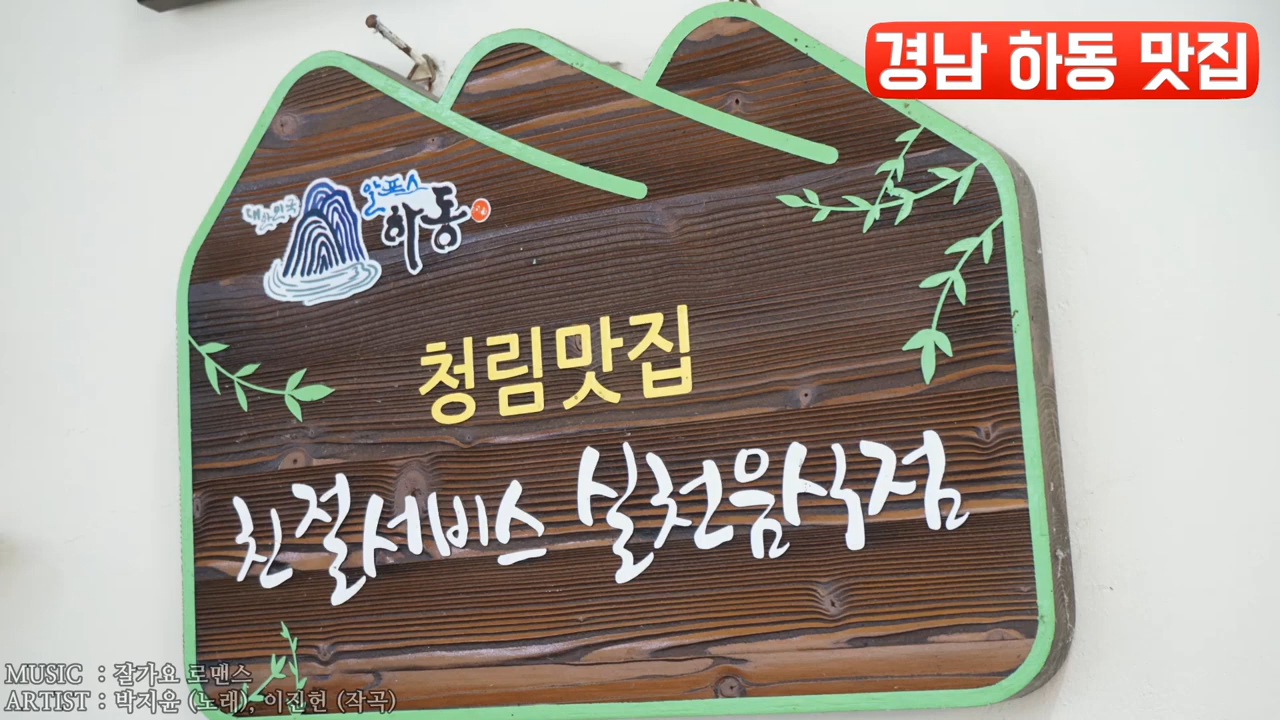 경남 하동 맛집
대한민국
알프스
하동
청림맛집
친절서비스 실천음식점
MUSIC : 잘가요 로맨스
ARTIST : 박지윤 (노래), 이진헌 (작곡)